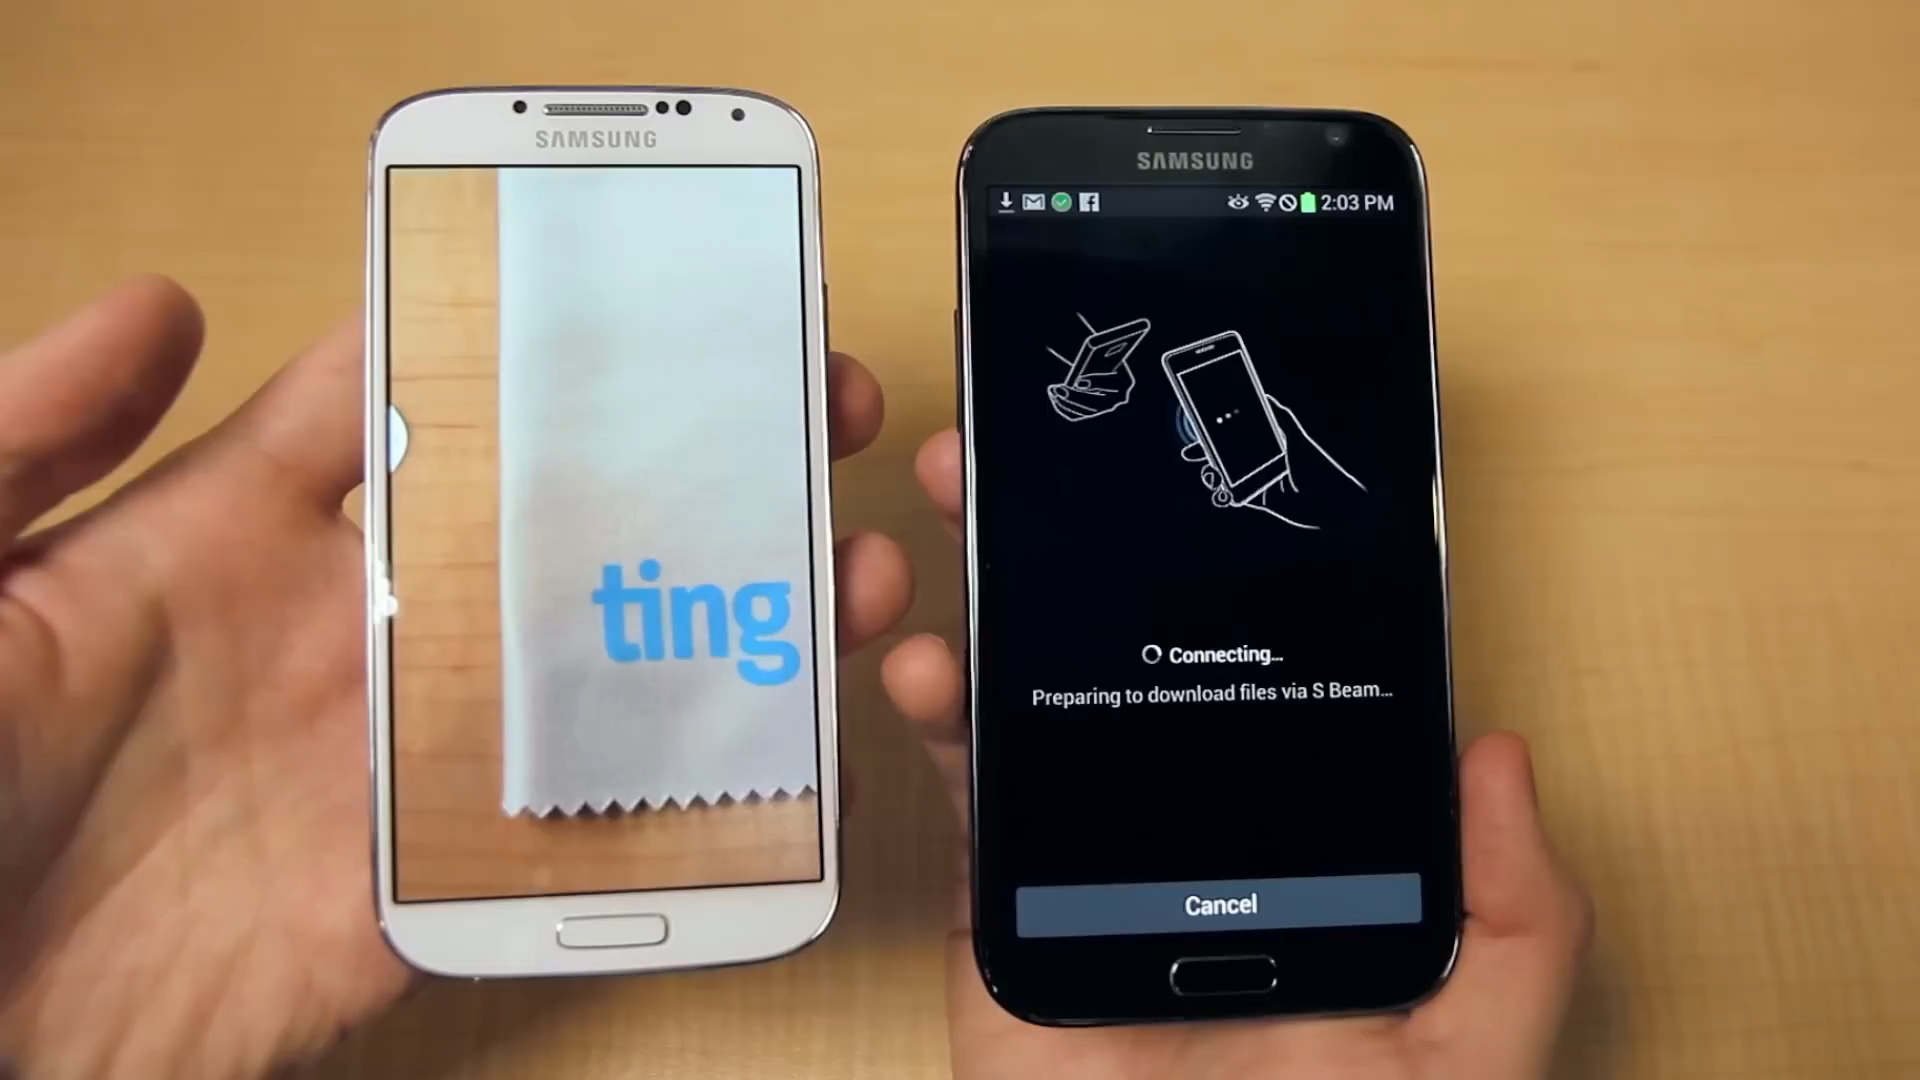 SAMSUNG
ting
SAMSUNG
2:03 PM
Connecting...
Preparing to download files via S Beam...
Cancel